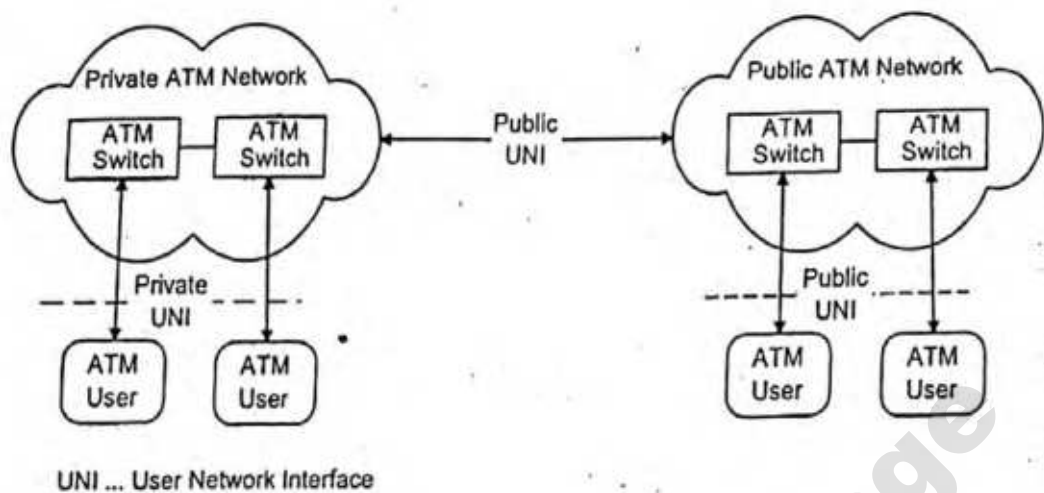 Private ATM Network
ATM
Switch
ATM
Switch
Public
UNI
Public ATM Network
ATM
Switch
ATM
Switch
Private
UNI
Public
UNI
ATM
User
ATM
User
ATM
User
ATM
User
UNI ... User Network Interface